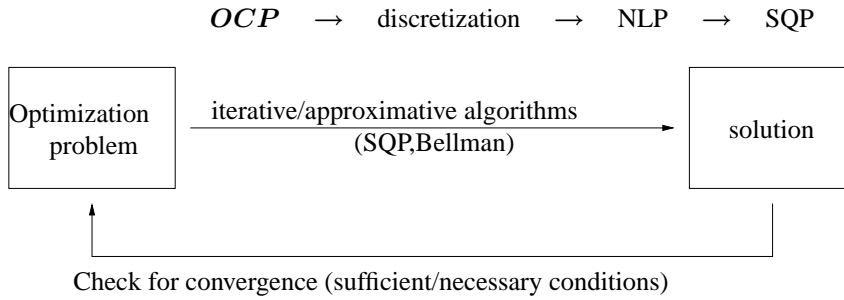 OCP → discretization → NLP → SQP
Optimization
problem
iterative/approximative algorithms
(SQP,Bellman)
solution
Check for convergence (sufficient/necessary conditions)